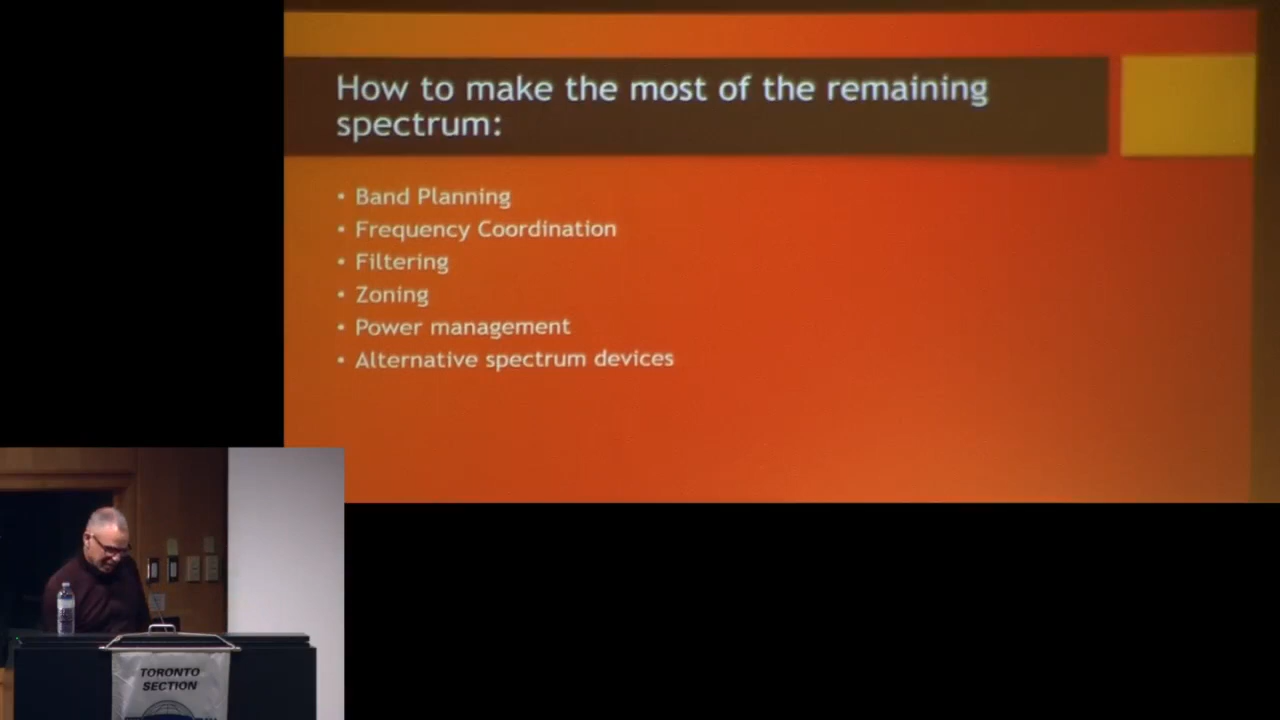 How to make the most of the remaining
spectrum:
• Band Planning
• Frequency Coordination
• Filtering
• Zoning
• Power management
• Alternative spectrum devices
TORONTO
SECTION